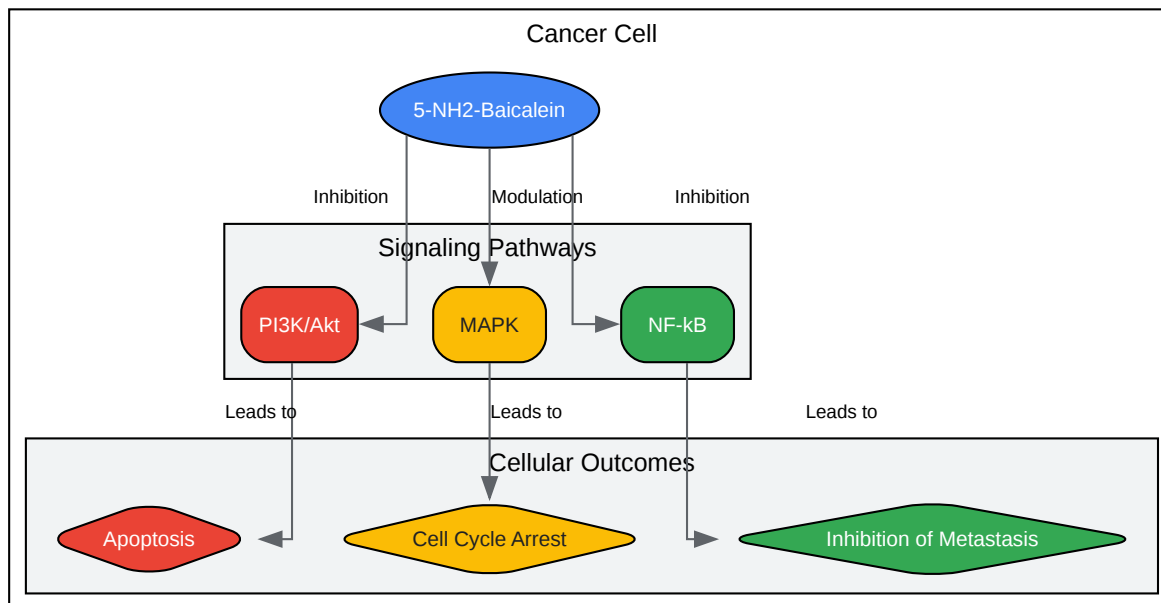 Cancer Cell
5-NH2-Baicalein
Inhibition
Modulation
Inhibition
Signaling Pathways
PI3K/Akt
MAPK
NF-kB
Leads to
Leads to
Leads to
Cellular Outcomes
Apoptosis
Cell Cycle Arrest
Inhibition of Metastasis